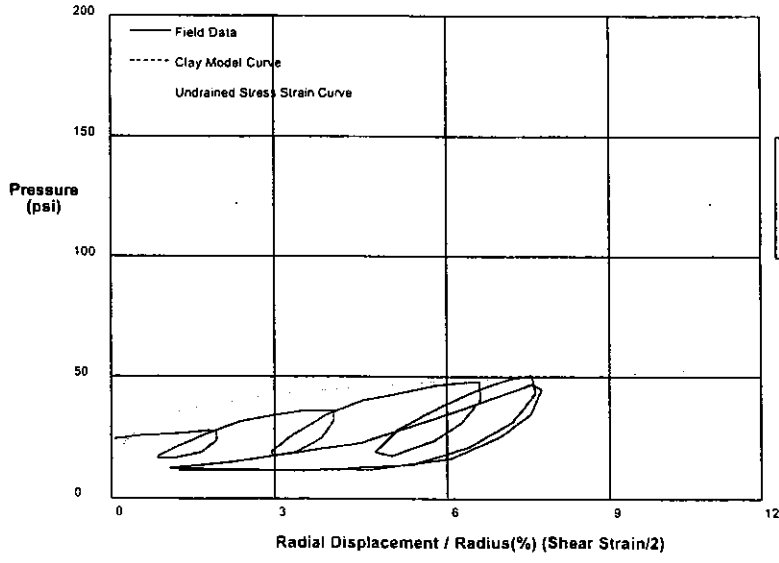 200
Field Data
Clay Model Curve
Undrained Stress Strain Curve
150
Pressure
(psi)
100
50
0
0 3 6 9 12
Radial Displacement / Radius(%) (Shear Strain/2)